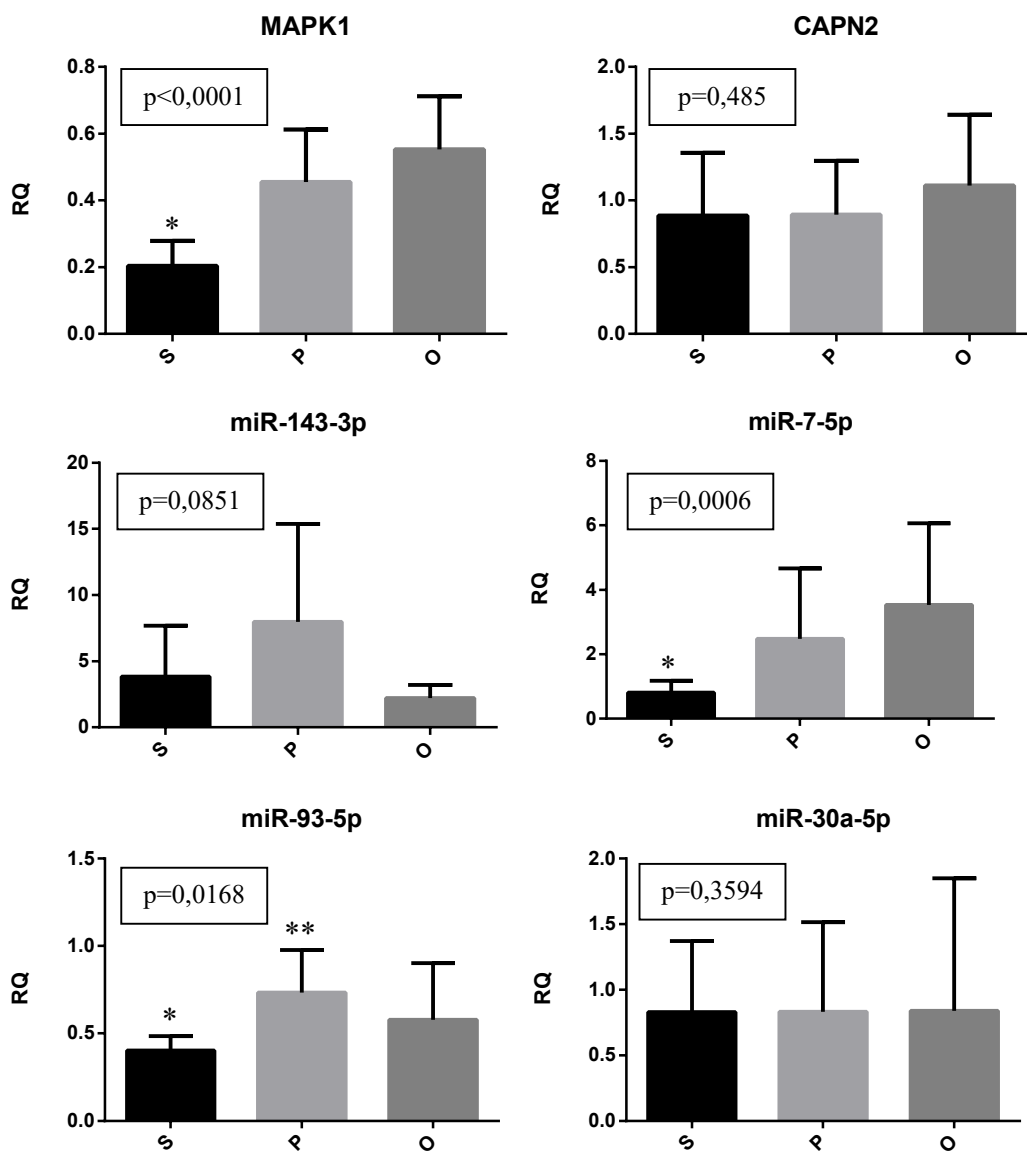 MAPK1
0.8
0.6
0.4
0.2
0.0
RQ
p<0,0001
*
S
P
O
CAPN2
2.0
1.5
1.0
0.5
0.0
RQ
p=0,485
S
P
O
miR-143-3p
20
15
10
5
0
RQ
p=0,0851
S
P
O
miR-7-5p
8
6
4
2
0
RQ
p=0,0006
*
S
P
O
miR-93-5p
1.5
1.0
0.5
0.0
RQ
p=0,0168
*
**
S
P
O
miR-30a-5p
2.0
1.5
1.0
0.5
0.0
RQ
p=0,3594
S
P
O